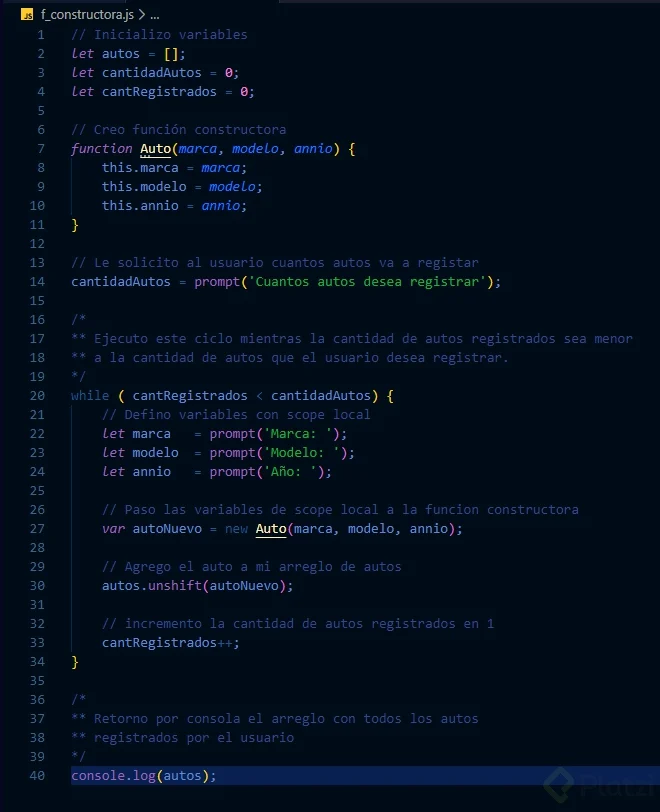 JS f_constructora.js > ...
1 // Inicializo variables
2 let autos = [];
3 let cantidadAutos = 0;
4 let cantRegistrados = 0;
5
6 // Creo función constructora
7 function Auto(marca, modelo, annio) {
8     this.marca = marca;
9     this.modelo = modelo;
10     this.annio = annio;
11 }
12
13 // Le solicito al usuario cuantos autos va a registar
14 cantidadAutos = prompt('Cuantos autos desea registrar');
15
16 /*
17 ** Ejecuto este ciclo mientras la cantidad de autos registrados sea menor
18 ** a la cantidad de autos que el usuario desea registrar.
19 */
20 while ( cantRegistrados < cantidadAutos) {
21     // Defino variables con scope local
22     let marca   = prompt('Marca: ');
23     let modelo  = prompt('Modelo: ');
24     let annio   = prompt('Año: ');
25
26     // Paso las variables de scope local a la funcion constructora
27     var autoNuevo = new Auto(marca, modelo, annio);
28
29     // Agrego el auto a mi arreglo de autos
30     autos.unshift(autoNuevo);
31
32     // incremento la cantidad de autos registrados en 1
33     cantRegistrados++;
34 }
35
36 /*
37 ** Retorno por consola el arreglo con todos los autos
38 ** registrados por el usuario
39 */
40 console.log(autos);
Platzi